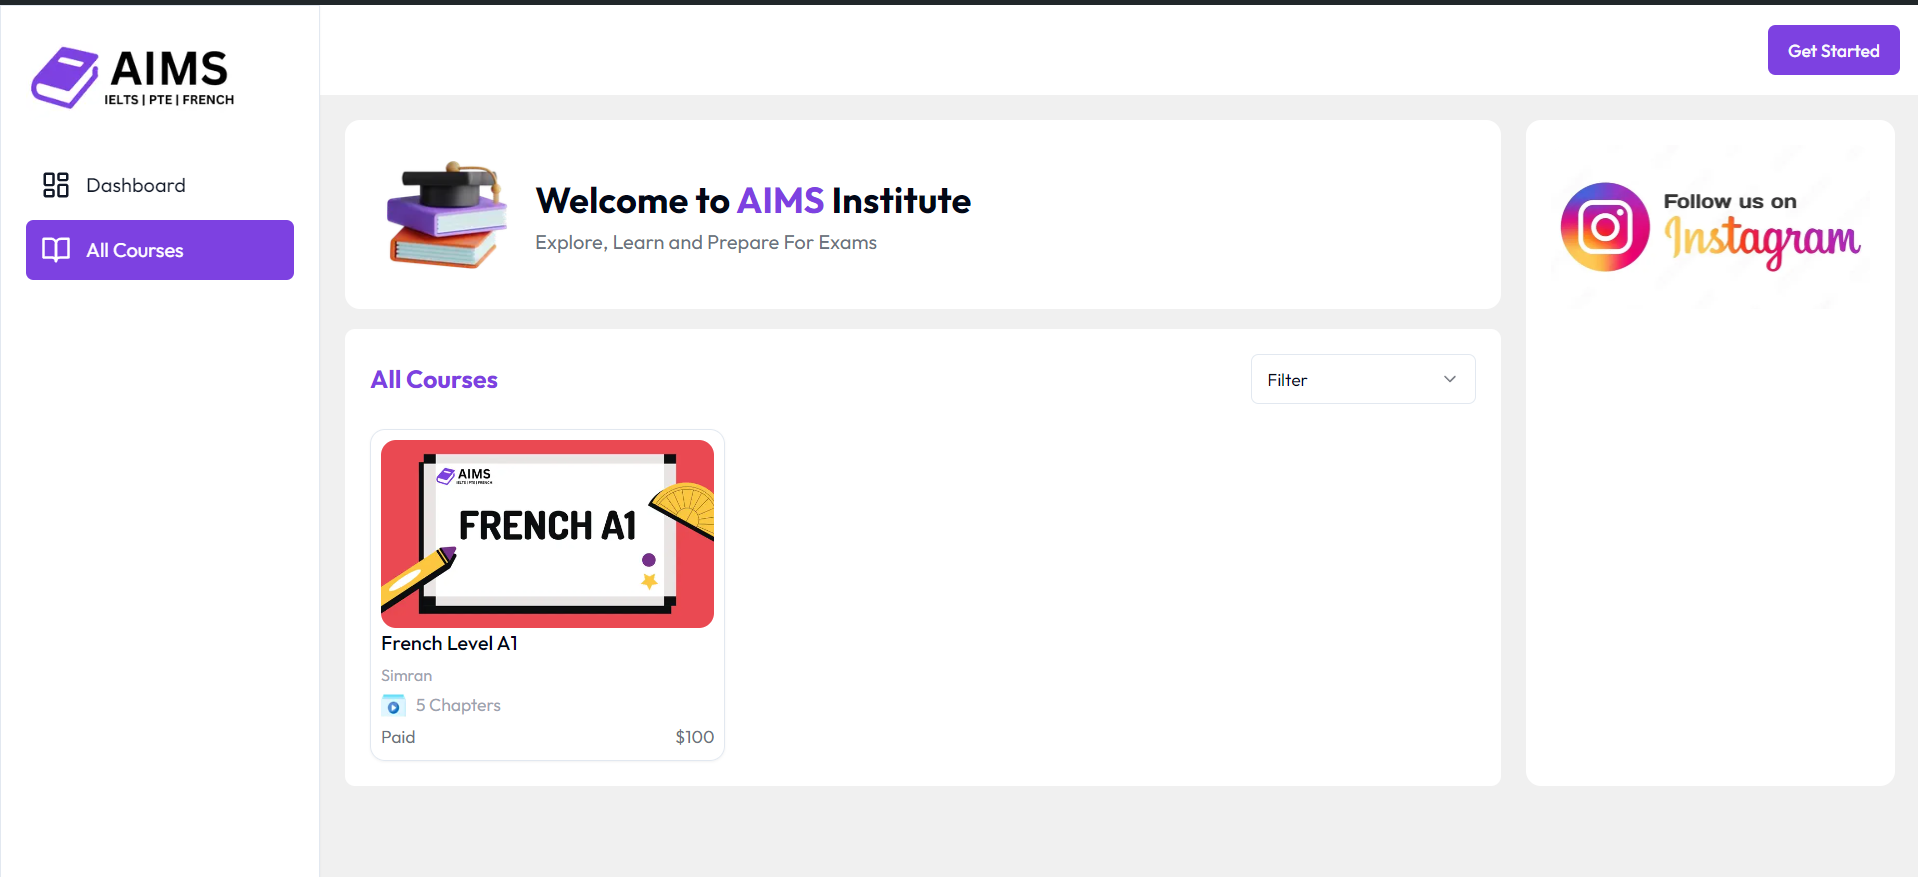 AIMS
IELTS | PTE | FRENCH
Get Started
Dashboard
All Courses
Welcome to AIMS Institute
Explore, Learn and Prepare For Exams
Follow us on
Instagram
All Courses
Filter
AIMS
IELTS | PTE | FRENCH
FRENCH A1
French Level A1
Simran
5 Chapters
Paid
$100